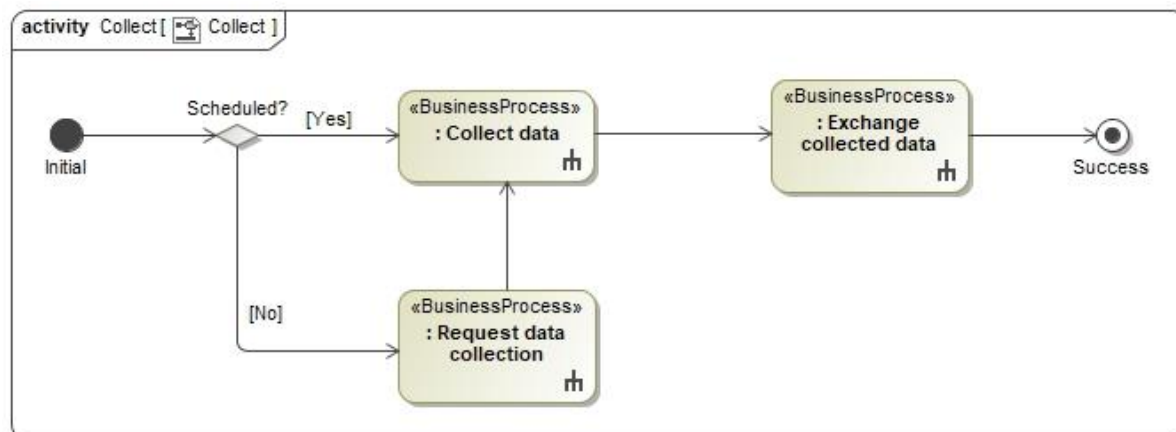 activity Collect [ Collect ]
Scheduled?
[Yes]
«BusinessProcess»
: Collect data
«BusinessProcess»
: Exchange
collected data
Initial
Success
[No]
«BusinessProcess»
: Request data
collection